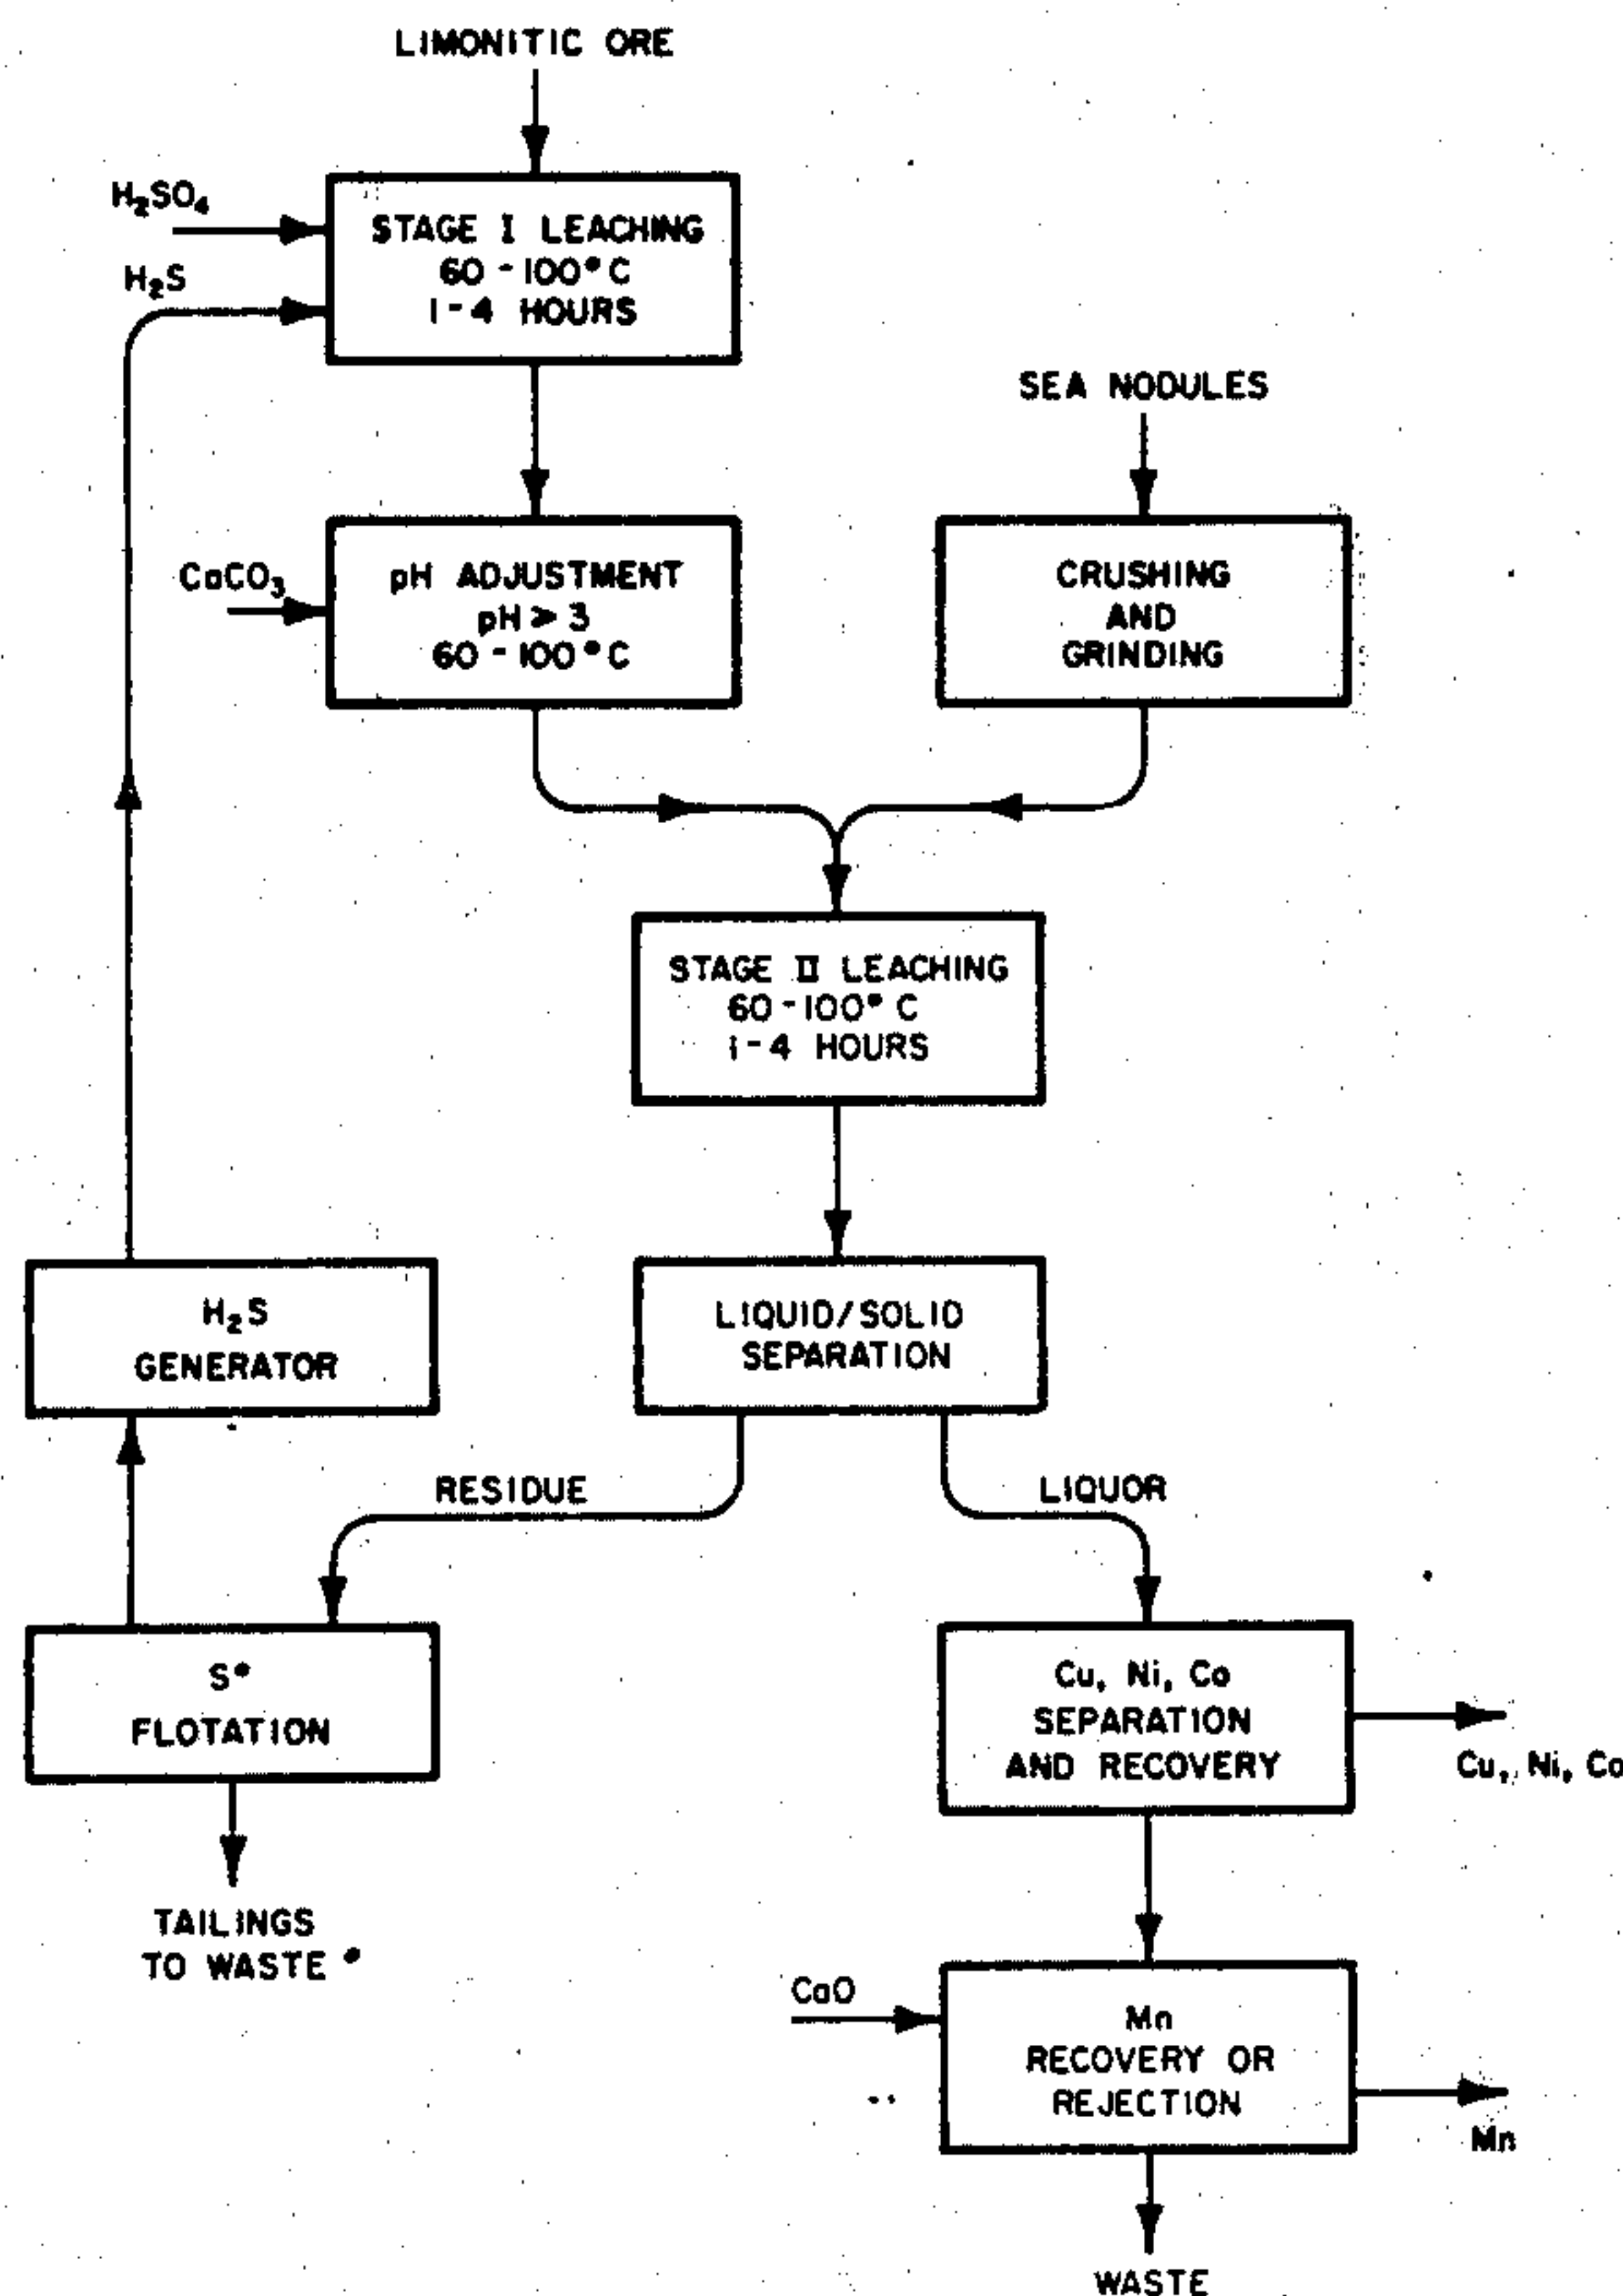 LIMONITIC ORE
H₂SO₄
H₂S
STAGE I LEACHING
60-100°C
1-4 HOURS
SEA NODULES
CaCO₃
pH ADJUSTMENT
pH > 3
60-100°C
CRUSHING
AND
GRINDING
STAGE II LEACHING
60-100°C
1-4 HOURS
H₂S
GENERATOR
LIQUID/SOLID
SEPARATION
RESIDUE
LIQUOR
S°
FLOTATION
Cu, Ni, Co
SEPARATION
AND RECOVERY
Cu, Ni, Co
TAILINGS
TO WASTE
CaO
Mn
RECOVERY OR
REJECTION
Mn
WASTE